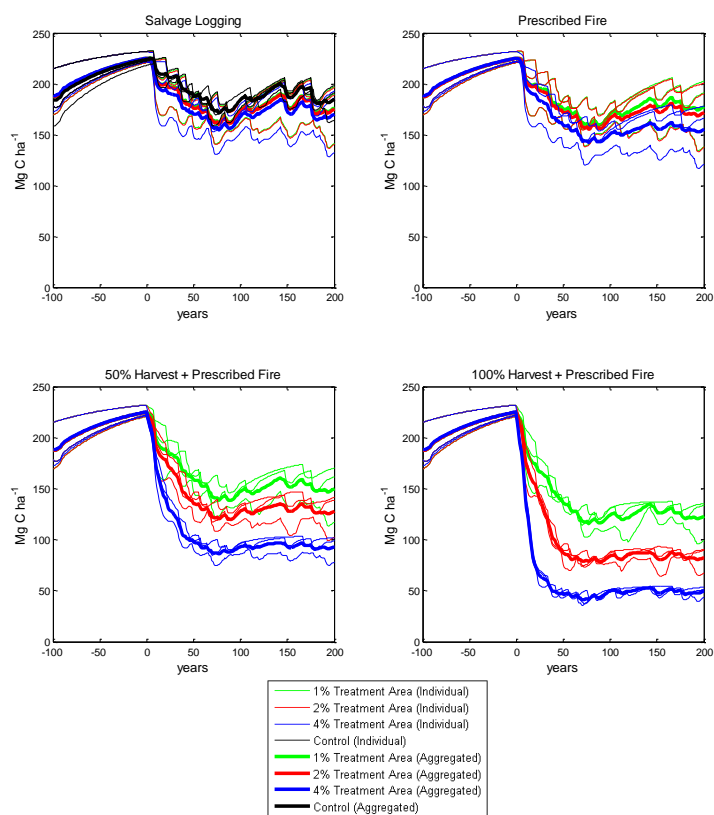 Salvage Logging
250
200
150
100
50
0
Mg C ha-1
-100 -50 0 50 100 150 200
years
Prescribed Fire
250
200
150
100
50
0
Mg C ha-1
-100 -50 0 50 100 150 200
years
50% Harvest + Prescribed Fire
250
200
150
100
50
0
Mg C ha-1
-100 -50 0 50 100 150 200
years
100% Harvest + Prescribed Fire
250
200
150
100
50
0
Mg C ha-1
-100 -50 0 50 100 150 200
years
1% Treatment Area (Individual)
2% Treatment Area (Individual)
4% Treatment Area (Individual)
Control (Individual)
1% Treatment Area (Aggregated)
2% Treatment Area (Aggregated)
4% Treatment Area (Aggregated)
Control (Aggregated)